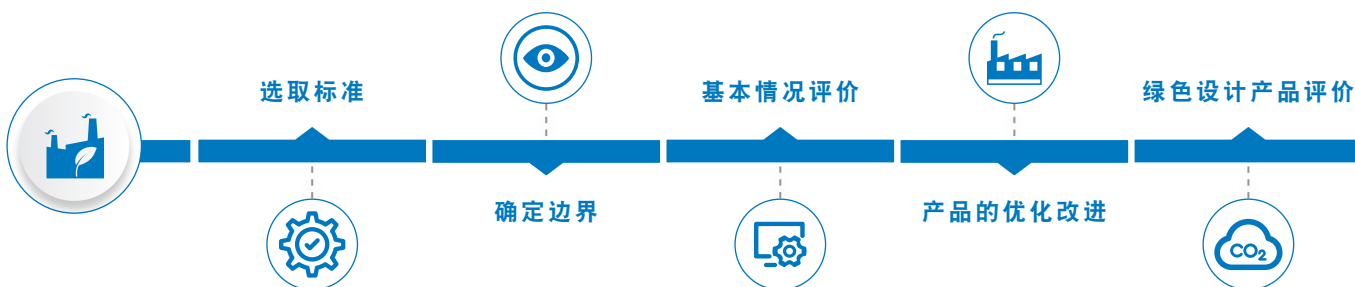 选取标准
确定边界
基本情况评价
产品的优化改进
绿色设计产品评价
CO2